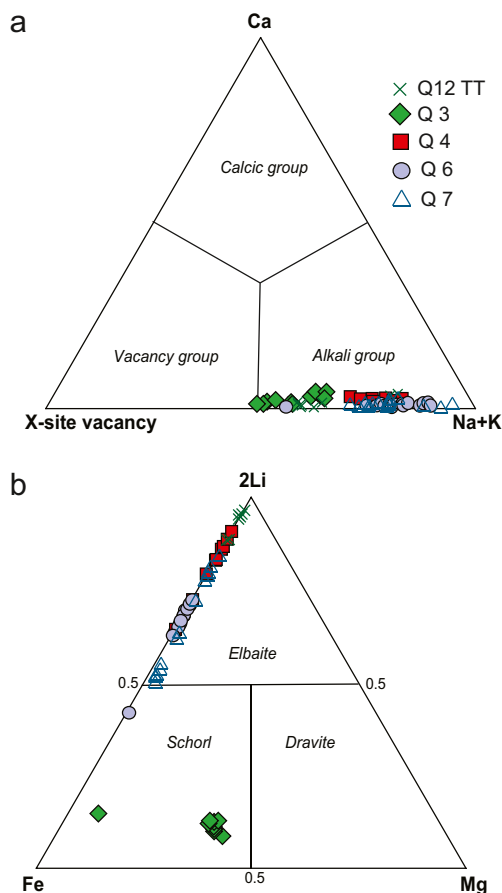 a
Ca
Q12 TT
Q 3
Q 4
Q 6
Q 7
Calcic group
Vacancy group
Alkali group
X-site vacancy
Na+K
b
2Li
Elbaite
0.5
0.5
Schorl
Dravite
Fe
0.5
Mg